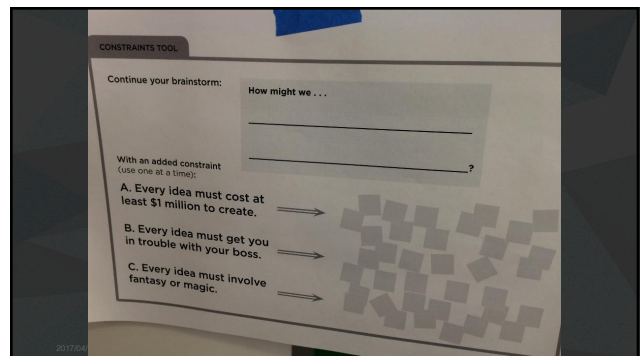 CONSTRAINTS TOOL
Continue your brainstorm:
How might we . . .
?
With an added constraint
(use one at a time):
A. Every idea must cost at
least $1 million to create.
B. Every idea must get you
in trouble with your boss.
C. Every idea must involve
fantasy or magic.
2017/04/